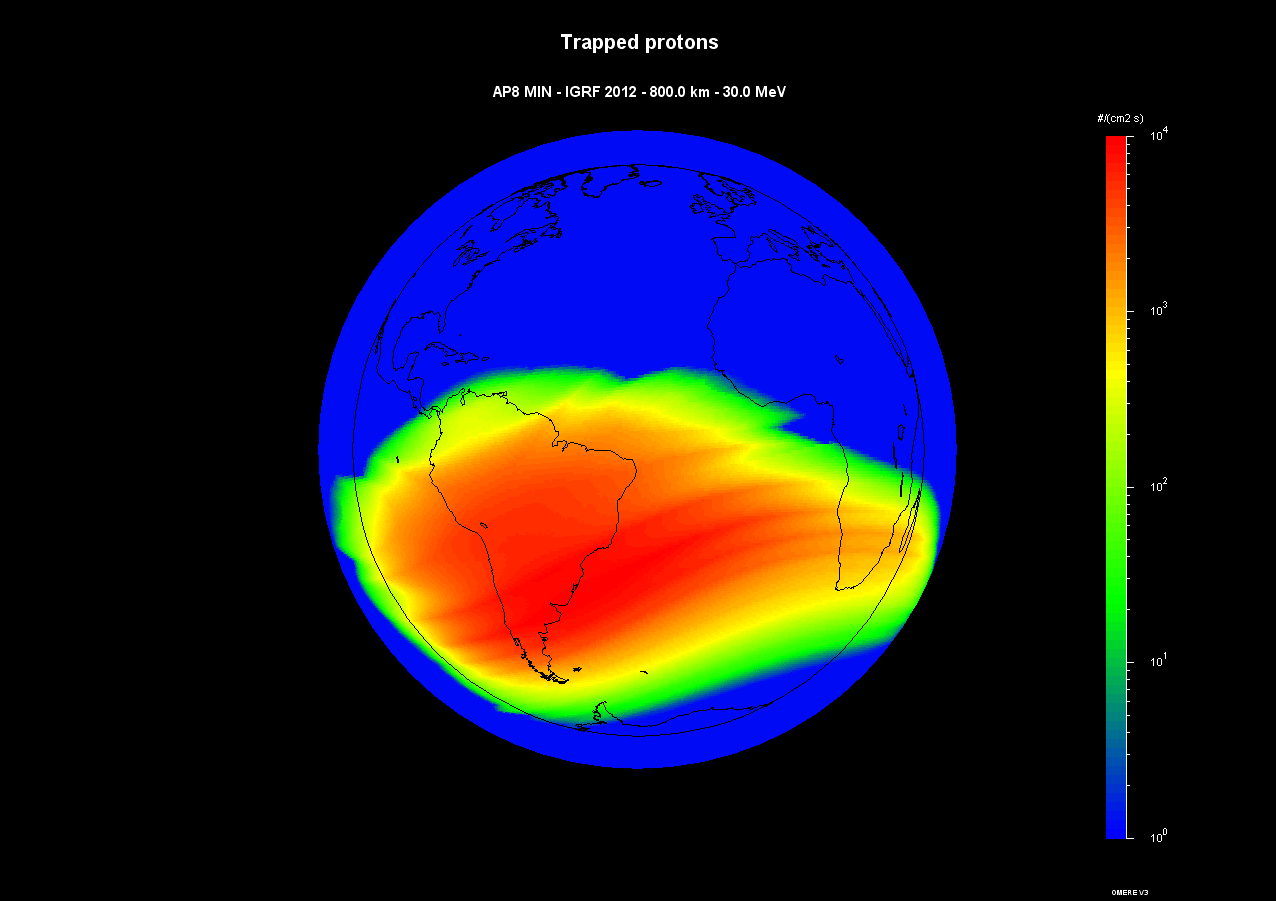 Trapped protons
AP8 MIN - IGRF 2012 - 800.0 km - 30.0 MeV
#/(cm2 s)
10^4
10^3
10^2
10^1
10^0
OMERE V3